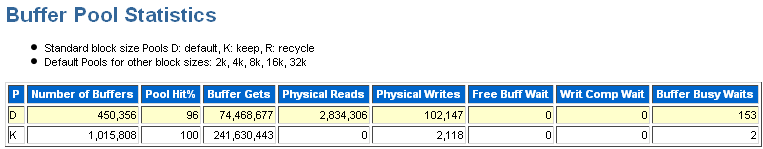 Buffer Pool Statistics
Standard block size Pools D: default, K: keep, R: recycle
Default Pools for other block sizes: 2k, 4k, 8k, 16k, 32k
P Number of Buffers Pool Hit% Buffer Gets Physical Reads Physical Writes Free Buff Wait Writ Comp Wait Buffer Busy Waits
D 450,356 96 74,468,677 2,834,306 102,147 0 0 153
K 1,015,808 100 241,630,443 0 2,118 0 0 2